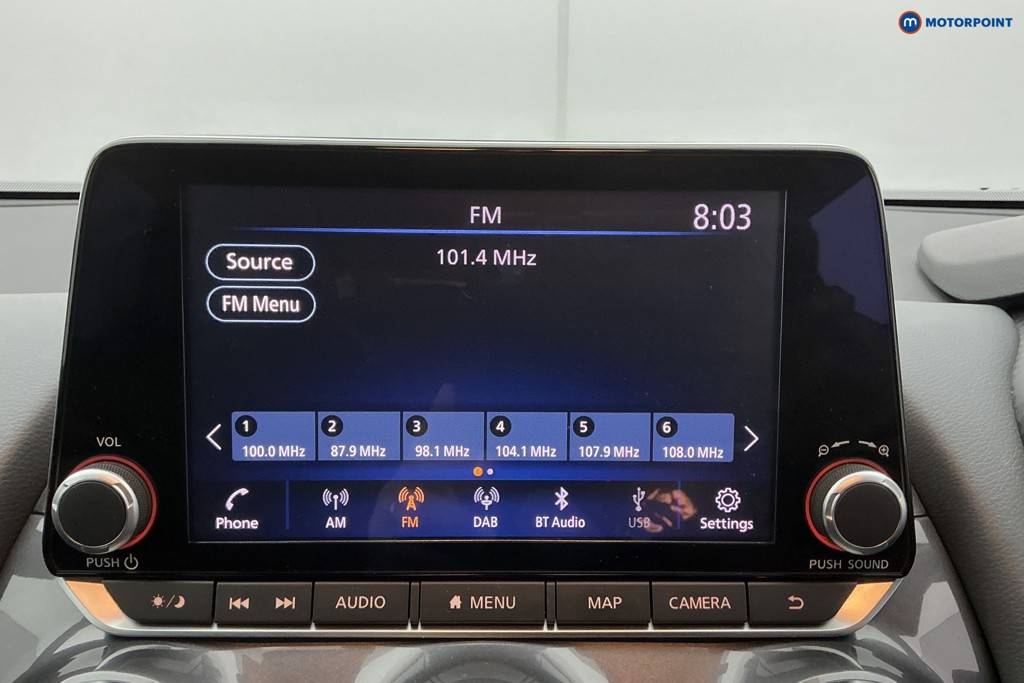 m MOTORPOINT
FM
8:03
Source
101.4 MHz
FM Menu
1 2 3 4 5 6
100.0 MHz 87.9 MHz 98.1 MHz 104.1 MHz 107.9 MHz 108.0 MHz
VOL
Phone AM FM DAB BT Audio USB Settings
PUSH
PUSH SOUND
AUDIO MENU MAP CAMERA